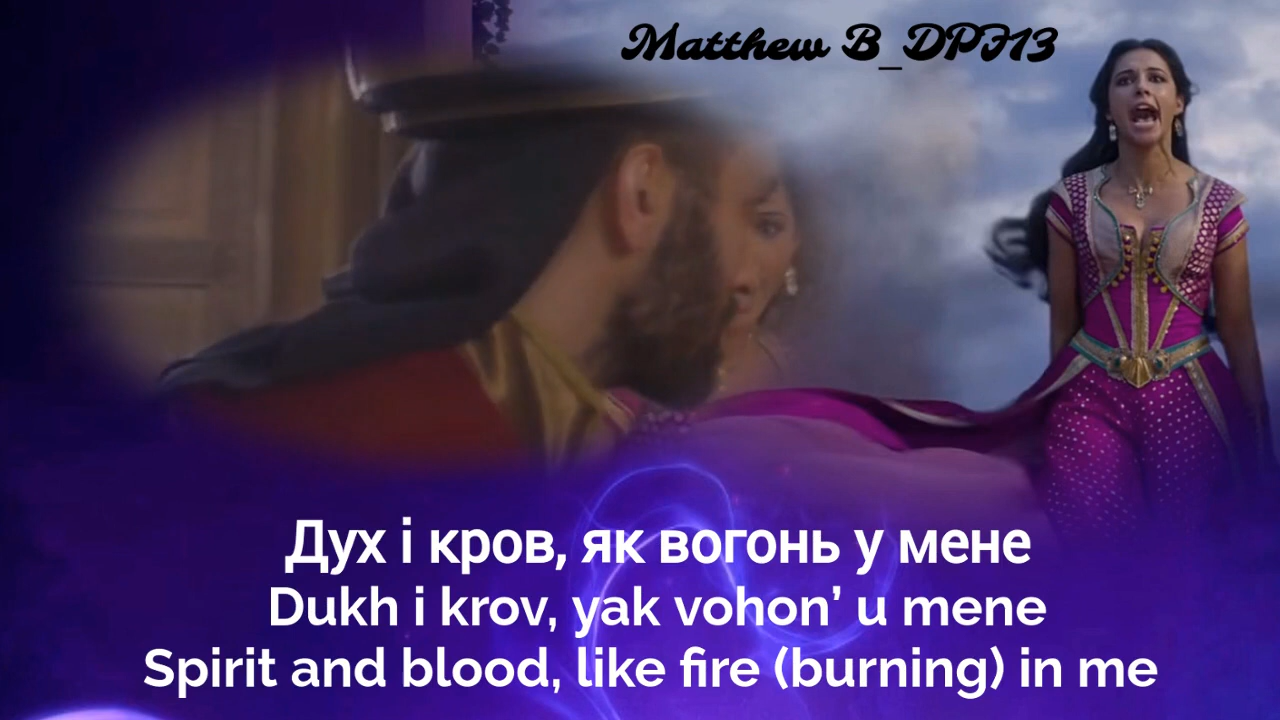 Matthew B_DPJ13
Дух і кров, як вогонь у мене
Dukh i krov, yak vohon’ u mene
Spirit and blood, like fire (burning) in me